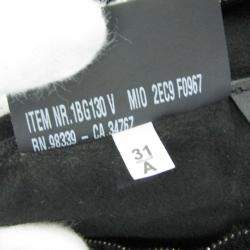 ITEM NR.1BG130 V MIO 2EC9 F0967
RN.98339 - CA 34767
31
A